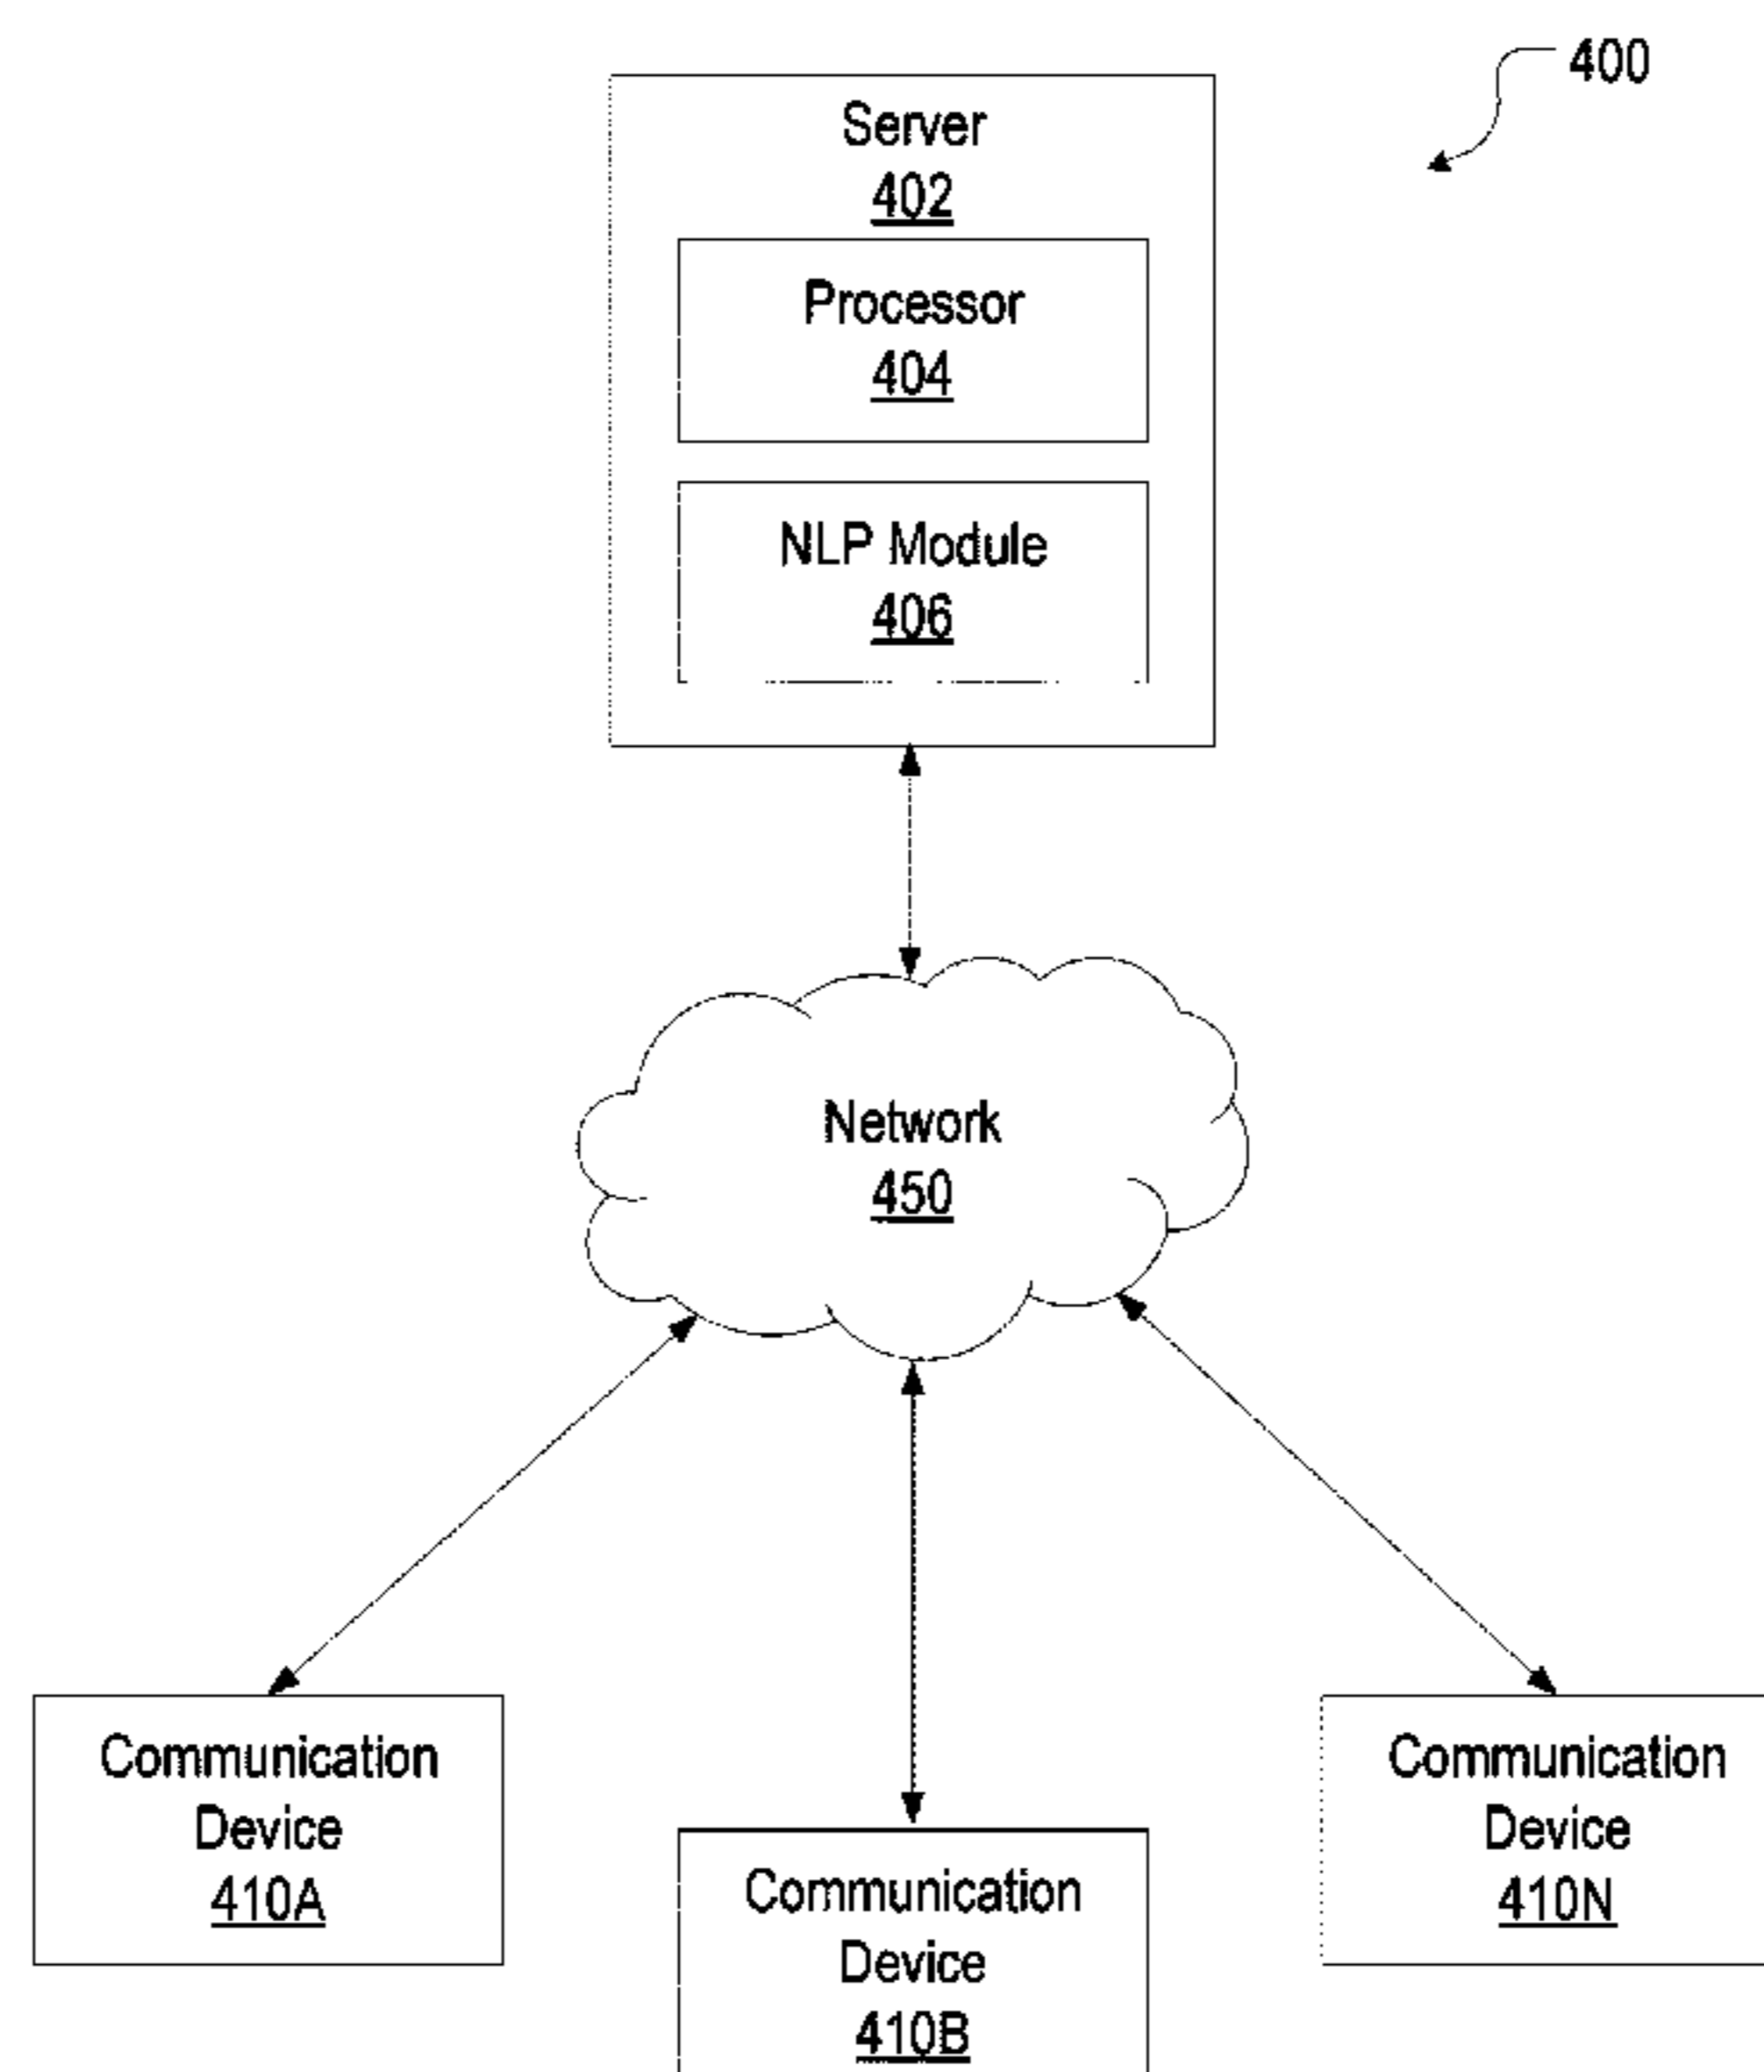 400
Server
402
Processor
404
NLP Module
406
Network
450
Communication
Device
410A
Communication
Device
410B
Communication
Device
410N